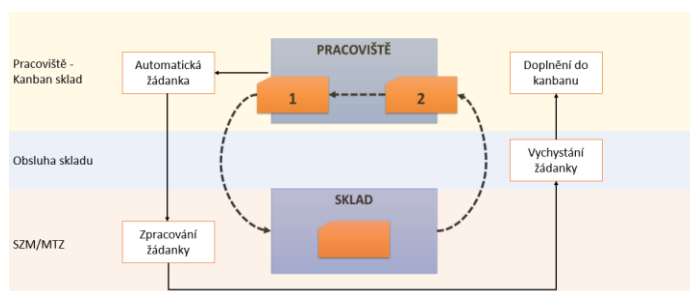 Pracoviště -
Kanban sklad
Automatická
žádanka
PRACOVIŠTĚ
1
2
Doplnění do
kanbanu
Obsluha skladu
Vychystání
žádanky
SKLAD
SZM/MTZ
Zpracování
žádanky